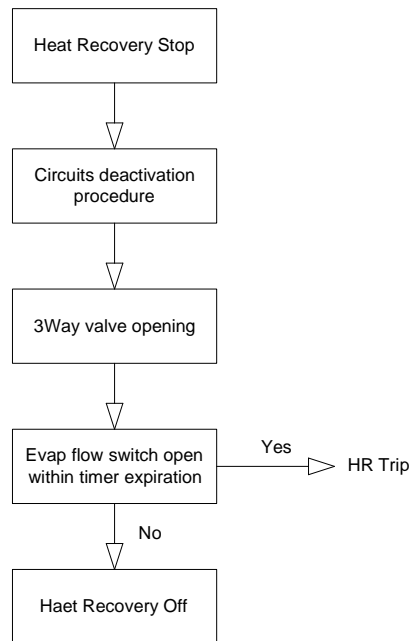 Heat Recovery Stop
Circuits deactivation
procedure
3Way valve opening
Evap flow switch open
within timer expiration
Yes
HR Trip
No
Haet Recovery Off